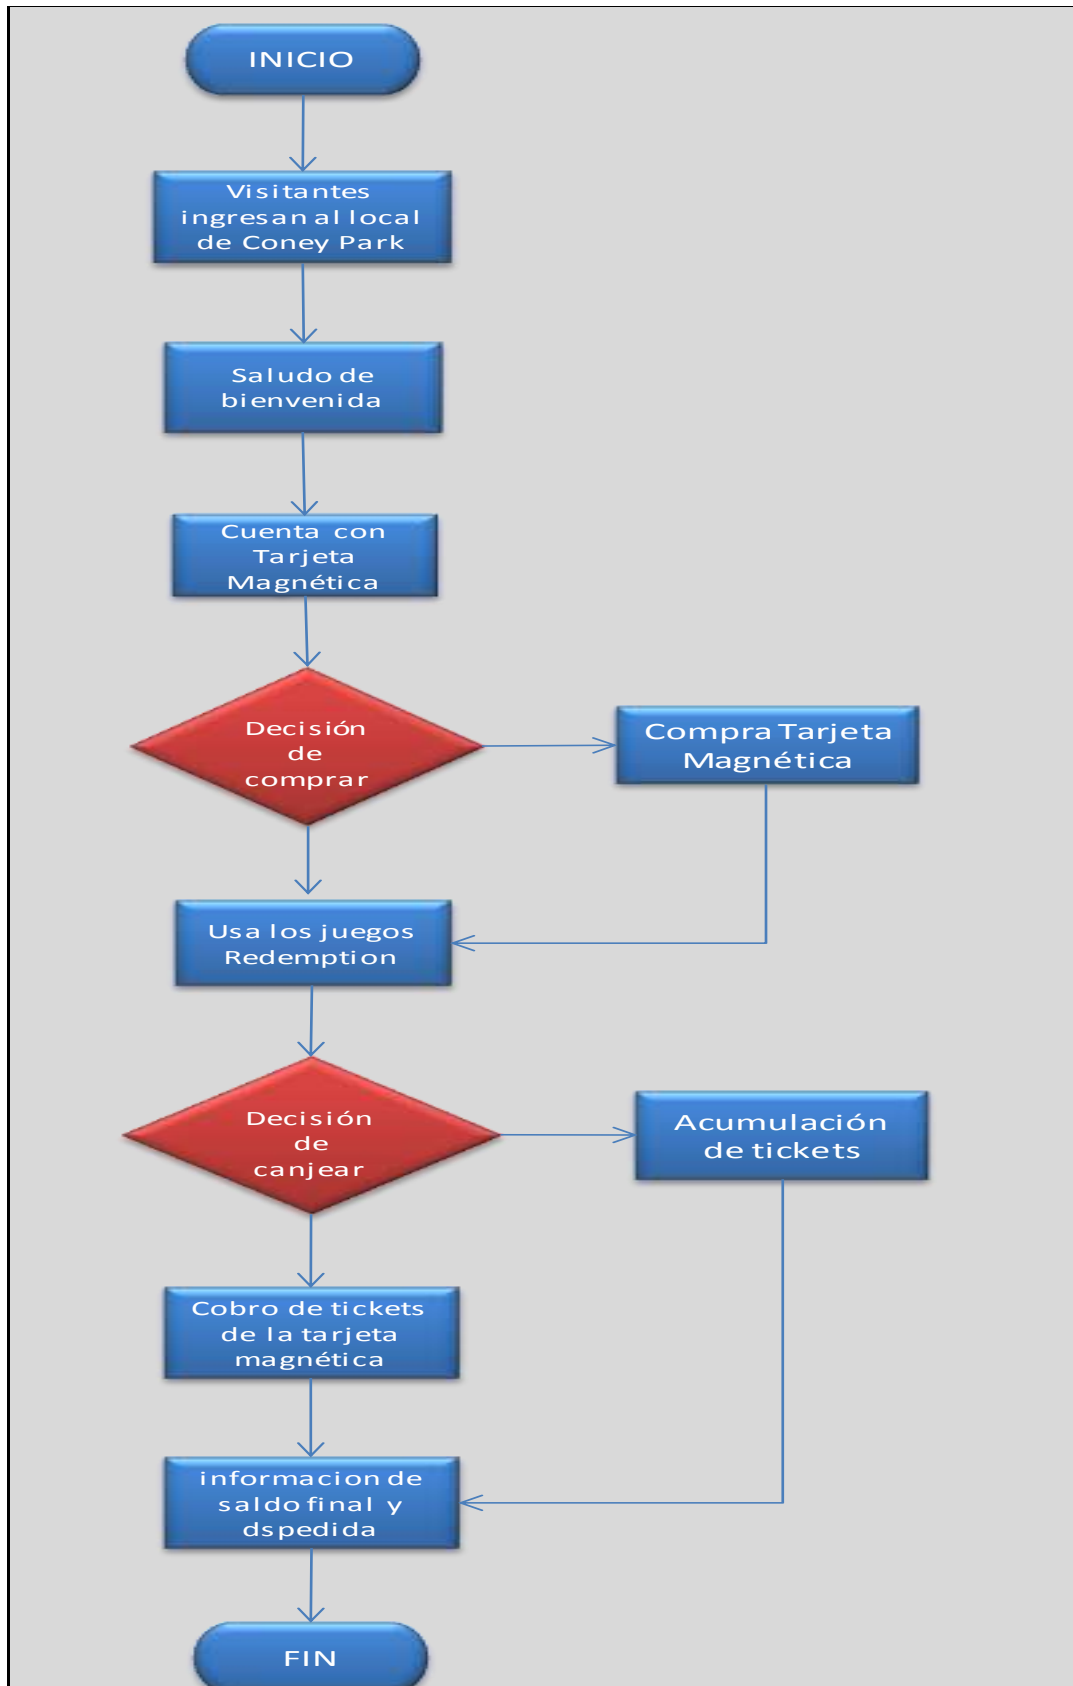 INICIO
Visitantes
ingresan al local
de Coney Park
Saludo de
bienvenida
Cuenta con
Tarjeta
Magnética
Decisión
de
comprar
Compra Tarjeta
Magnética
Usa los juegos
Redemption
Decisión
de
canjear
Acumulación
de tickets
Cobro de tickets
de la tarjeta
magnética
informacion de
saldo final y
dspedida
FIN